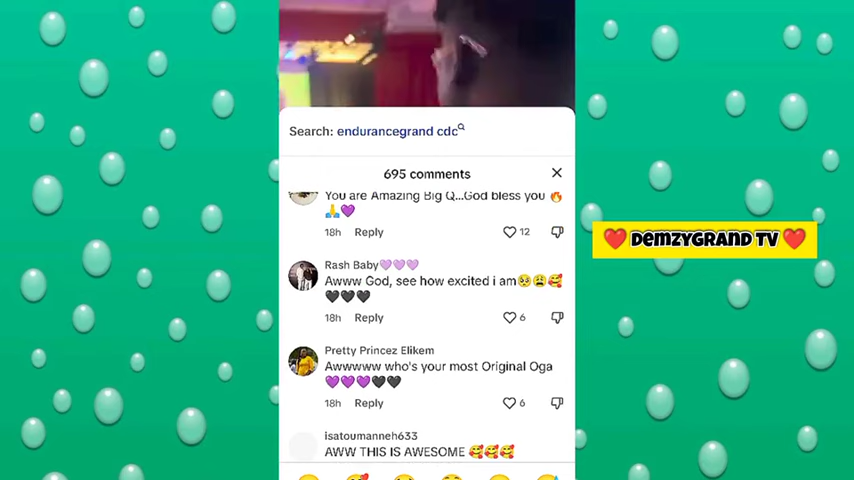 Search: endurancegrand cdc
695 comments
You are Amazing Big Q...God bless you 🔥
🙏💜
18h Reply 12
Rash Baby💜💜💜
Awww God, see how excited i am🥺😩🥰
🖤🖤🖤
18h Reply 6
Pretty Princez Elikem
Awwwww who's your most Original Oga
💜💜💜🖤🖤
18h Reply 6
isatoumanneh633
AWW THIS IS AWESOME 🥰🥰🥰
❤️ DEMZYGRAND TV ❤️